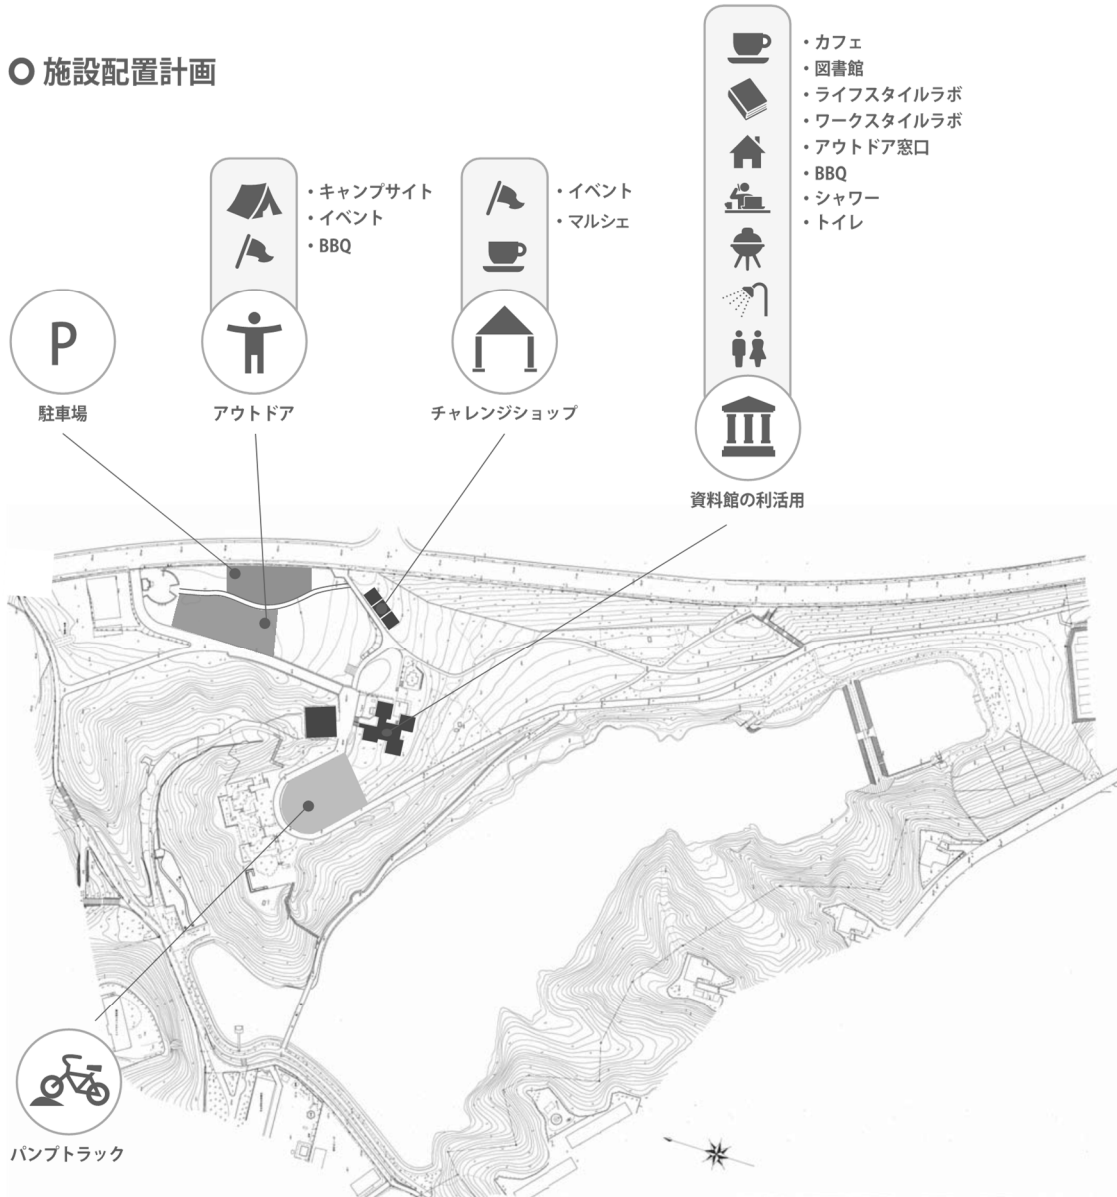 施設配置計画
・カフェ
・図書館
・ライフスタイルラボ
・ワークスタイルラボ
・アウトドア窓口
・BBQ
・シャワー
・トイレ
・キャンプサイト
・イベント
・BBQ
・イベント
・マルシェ
P
駐車場
アウトドア
チャレンジショップ
資料館の利活用
パンプトラック